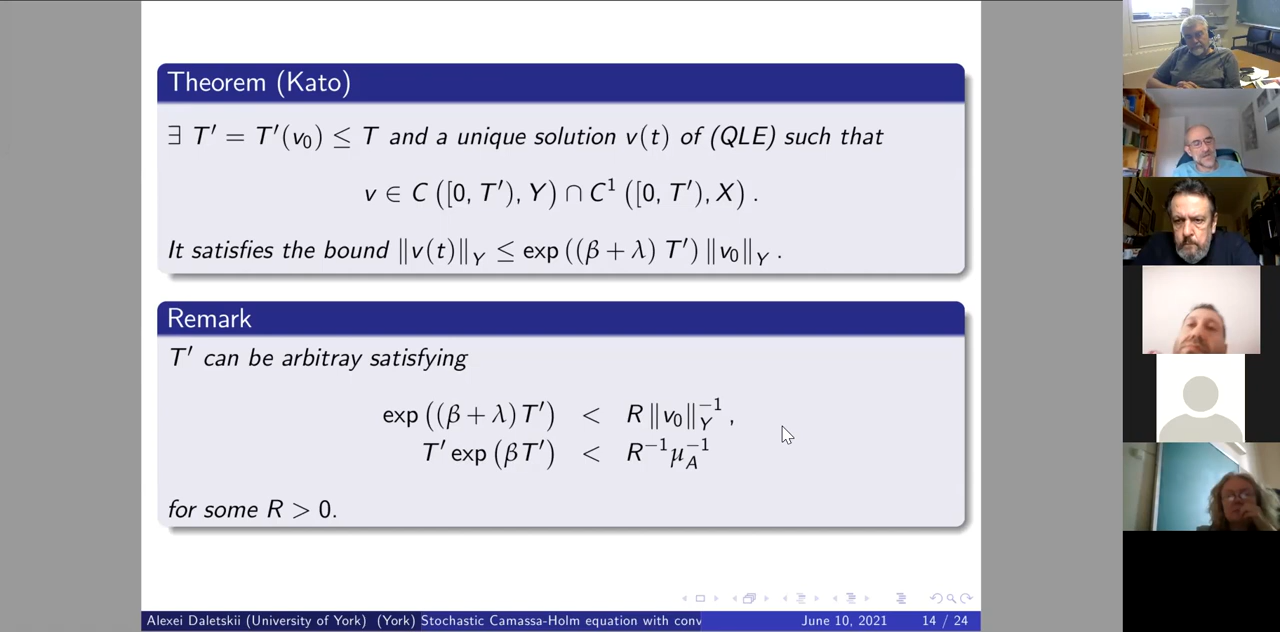 Theorem (Kato)
∃ T′ = T′(v₀) ≤ T and a unique solution v(t) of (QLE) such that
v ∈ C ([0, T′), Y) ∩ C¹ ([0, T′), X) .
It satisfies the bound ‖v(t)‖_Y ≤ exp ((β + λ) T′) ‖v₀‖_Y .
Remark
T′ can be arbitray satisfying
exp ((β + λ) T′) < R ‖v₀‖_Y⁻¹ ,
T′ exp (βT′) < R⁻¹μ_A⁻¹
for some R > 0.
Alexei Daletskii (University of York) (York) Stochastic Camassa-Holm equation with conv June 10, 2021 14 / 24